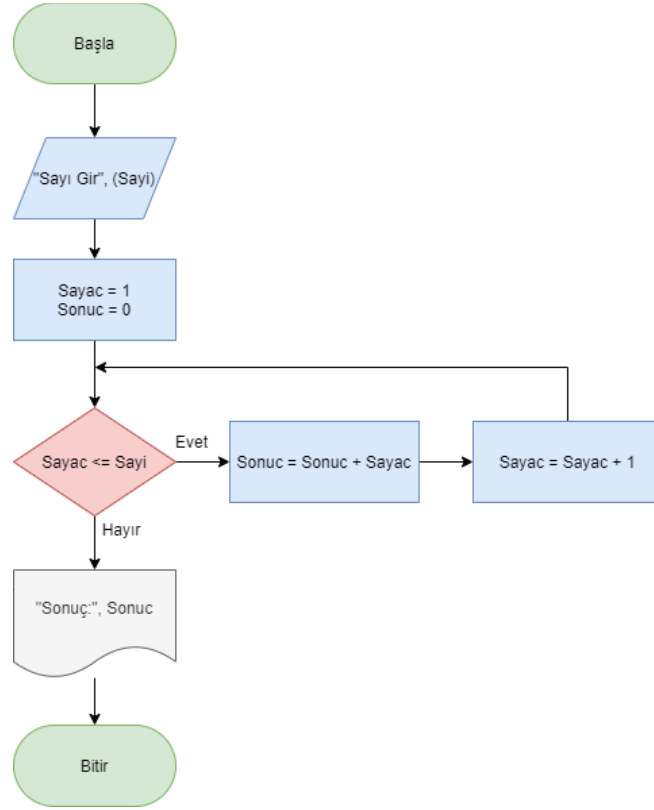 Başla
"Sayı Gir", (Sayi)
Sayac = 1
Sonuc = 0
Sayac <= Sayi
Evet
Sonuc = Sonuc + Sayac
Sayac = Sayac + 1
Hayır
"Sonuç:", Sonuc
Bitir